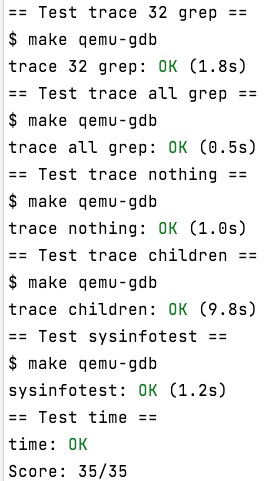 == Test trace 32 grep ==
$ make qemu-gdb
trace 32 grep: OK (1.8s)
== Test trace all grep ==
$ make qemu-gdb
trace all grep: OK (0.5s)
== Test trace nothing ==
$ make qemu-gdb
trace nothing: OK (1.0s)
== Test trace children ==
$ make qemu-gdb
trace children: OK (9.8s)
== Test sysinfotest ==
$ make qemu-gdb
sysinfotest: OK (1.2s)
== Test time ==
time: OK
Score: 35/35